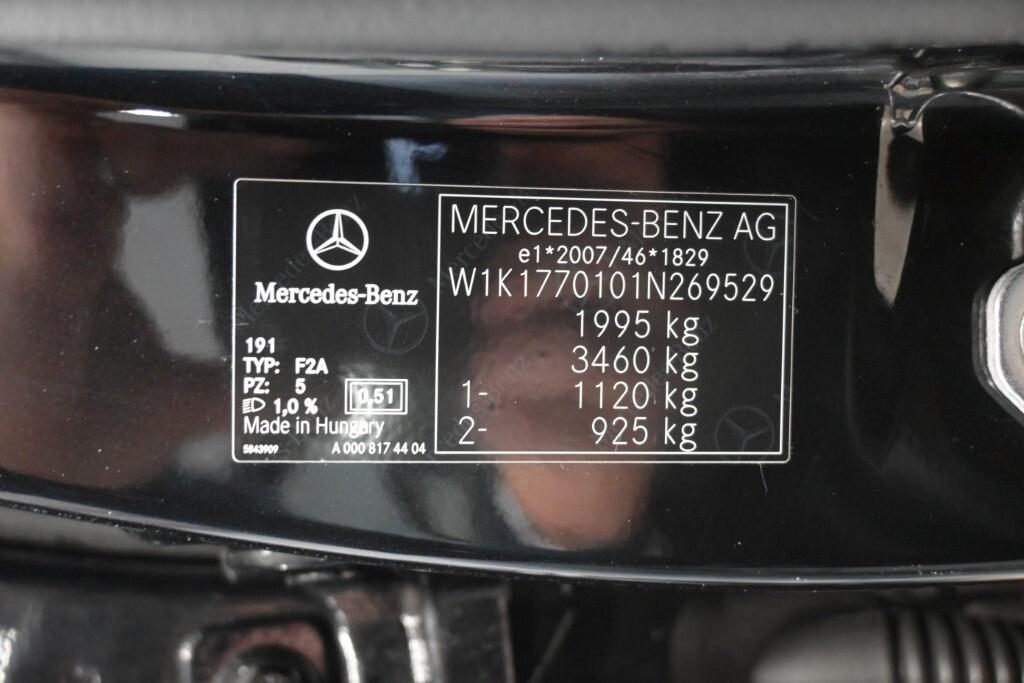 Mercedes-Benz
191
TYP: F2A
PZ: 5
1,0 %
0,51
Made in Hungary
5843909
A 000 817 44 04
MERCEDES-BENZ AG
e1*2007/46*1829
W1K1770101N269529
1995 kg
3460 kg
1- 1120 kg
2- 925 kg